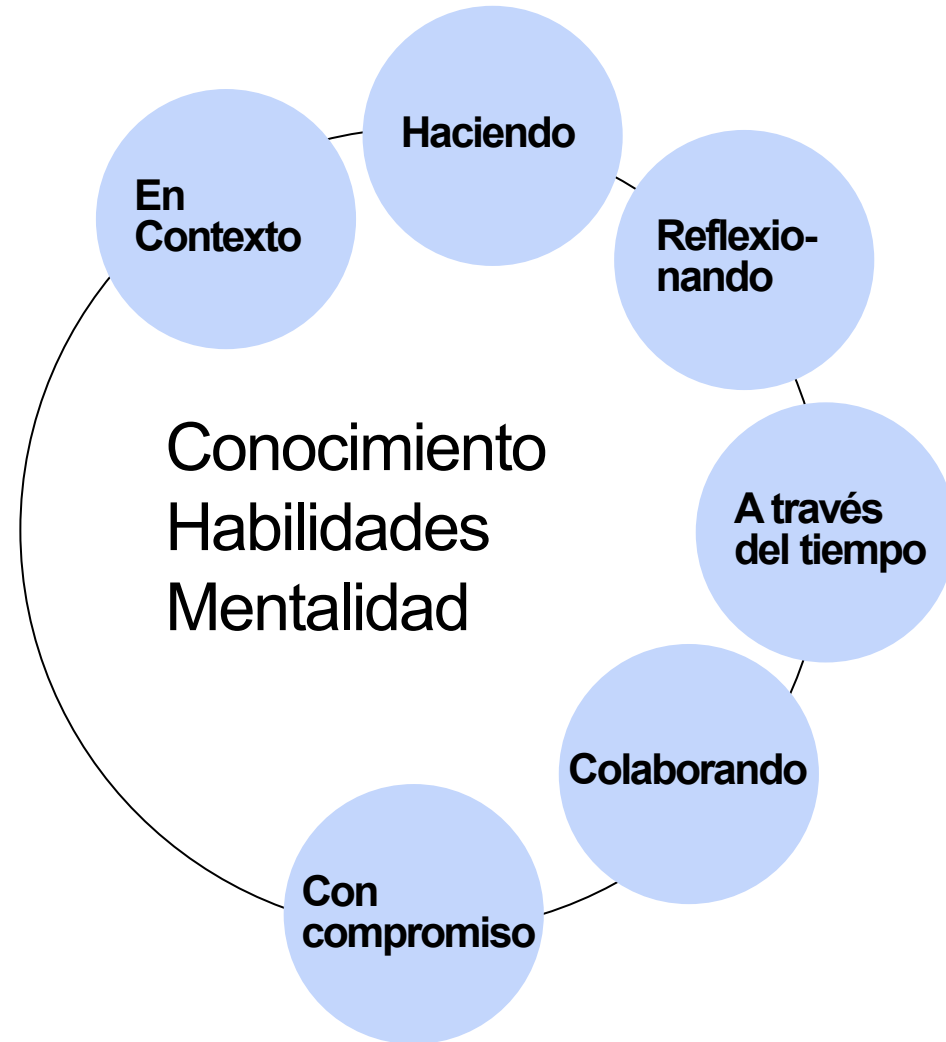 Haciendo
En
Contexto
Reflexio-
nando
Conocimiento
Habilidades
Mentalidad
A través
del tiempo
Colaborando
Con
compromiso